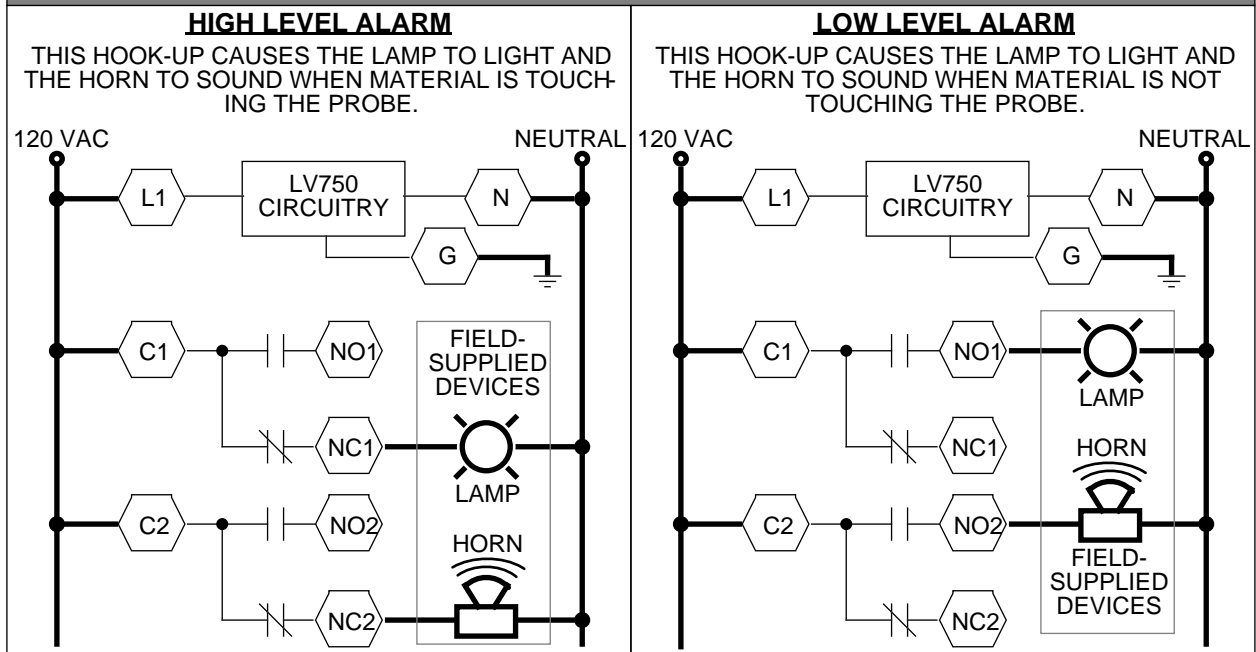 HIGH LEVEL ALARM
THIS HOOK-UP CAUSES THE LAMP TO LIGHT AND
THE HORN TO SOUND WHEN MATERIAL IS TOUCH-
ING THE PROBE.
120 VAC
NEUTRAL
L1
LV750
CIRCUITRY
N
G
C1
NO1
FIELD-
SUPPLIED
DEVICES
NC1
LAMP
C2
NO2
HORN
NC2
LOW LEVEL ALARM
THIS HOOK-UP CAUSES THE LAMP TO LIGHT AND
THE HORN TO SOUND WHEN MATERIAL IS NOT
TOUCHING THE PROBE.
120 VAC
NEUTRAL
L1
LV750
CIRCUITRY
N
G
C1
NO1
LAMP
NC1
HORN
C2
NO2
FIELD-
SUPPLIED
DEVICES
NC2